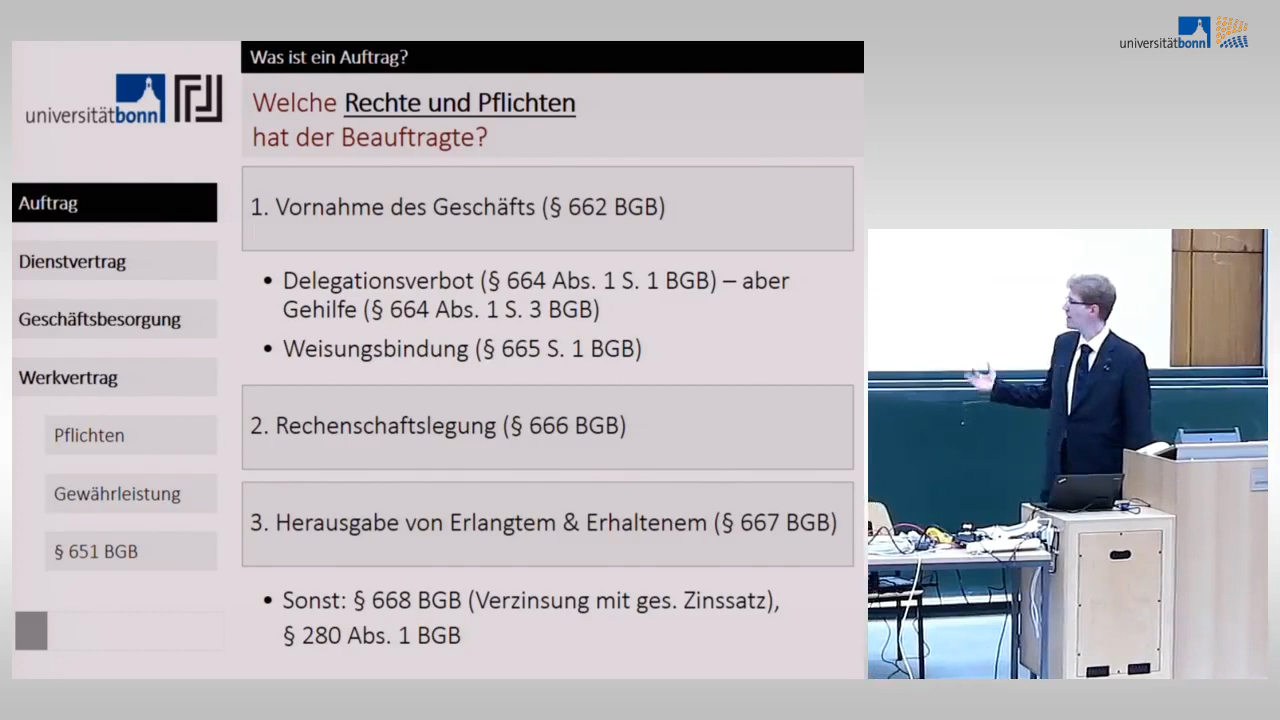 universitätbonn
Was ist ein Auftrag?
universitätbonn
Welche Rechte und Pflichten
hat der Beauftragte?
Auftrag
Dienstvertrag
Geschäftsbesorgung
Werkvertrag
Pflichten
Gewährleistung
§ 651 BGB
1. Vornahme des Geschäfts (§ 662 BGB)
• Delegationsverbot (§ 664 Abs. 1 S. 1 BGB) – aber
Gehilfe (§ 664 Abs. 1 S. 3 BGB)
• Weisungsbindung (§ 665 S. 1 BGB)
2. Rechenschaftslegung (§ 666 BGB)
3. Herausgabe von Erlangtem & Erhaltenem (§ 667 BGB)
• Sonst: § 668 BGB (Verzinsung mit ges. Zinssatz),
§ 280 Abs. 1 BGB